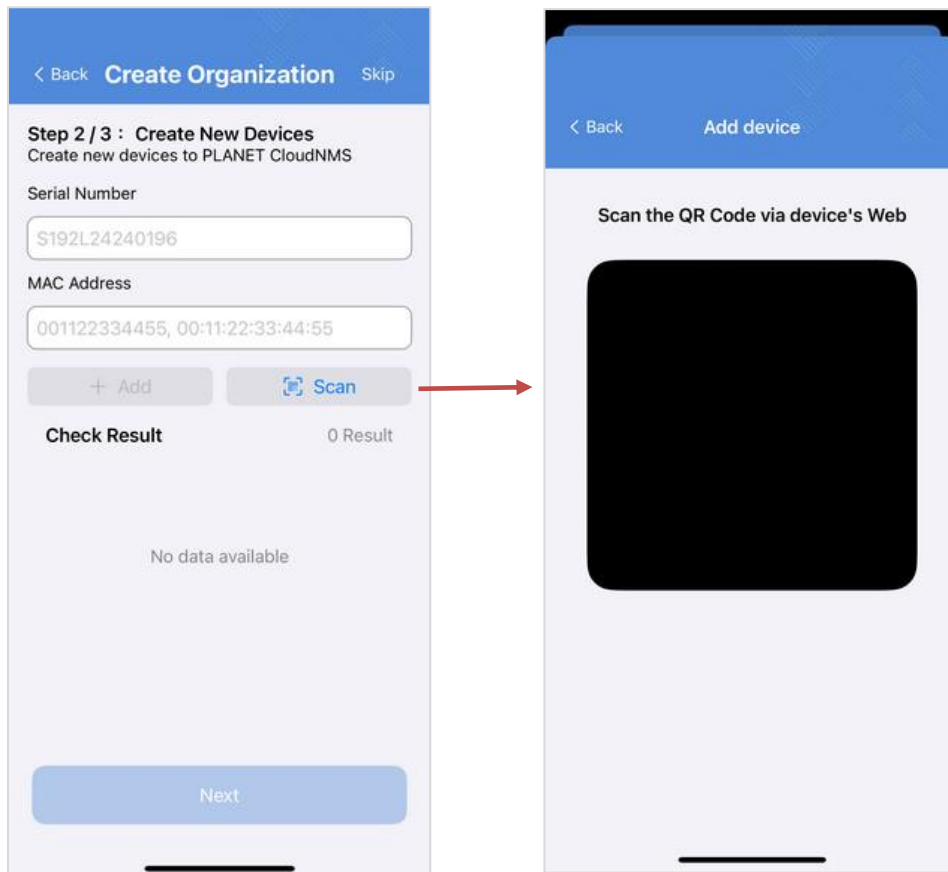 < Back Create Organization Skip
Step 2 / 3 : Create New Devices
Create new devices to PLANET CloudNMS
Serial Number
S192L24240196
MAC Address
001122334455, 00:11:22:33:44:55
+ Add Scan
Check Result 0 Result
No data available
Next
< Back Add device
Scan the QR Code via device's Web